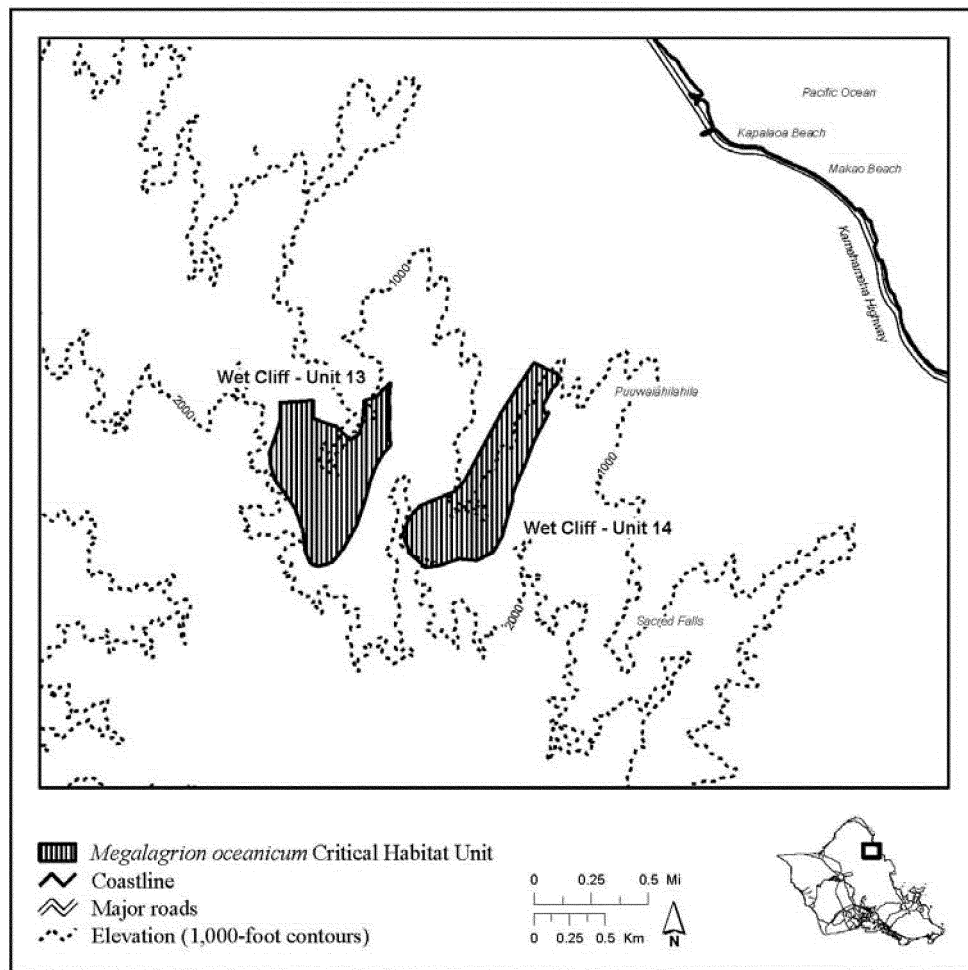 Pacific Ocean
Kapalaoa Beach
Makao Beach
Kamehameha Highway
1000
Wet Cliff - Unit 13
2000
Puuwaiahilahila
1000
Wet Cliff - Unit 14
2000
Sacred Falls
Megalagrion oceanicum Critical Habitat Unit
Coastline
Major roads
Elevation (1,000-foot contours)
0 0.25 0.5 Mi
0 0.25 0.5 Km
N